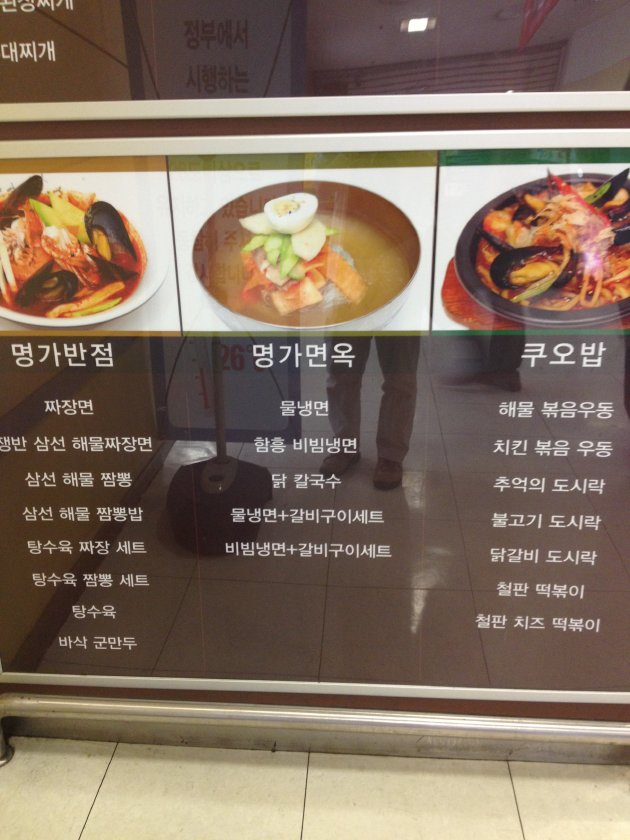 된장찌개
대찌개
정부에서
시행하는
26°
명가반점
짜장면
쟁반 삼선 해물짜장면
삼선 해물 짬뽕
삼선 해물 짬뽕밥
탕수육 짜장 세트
탕수육 짬뽕 세트
탕수육
바삭 군만두
명가면옥
물냉면
함흥 비빔냉면
닭 칼국수
물냉면+갈비구이세트
비빔냉면+갈비구이세트
쿠오밥
해물 볶음우동
치킨 볶음 우동
추억의 도시락
불고기 도시락
닭갈비 도시락
철판 떡볶이
철판 치즈 떡볶이